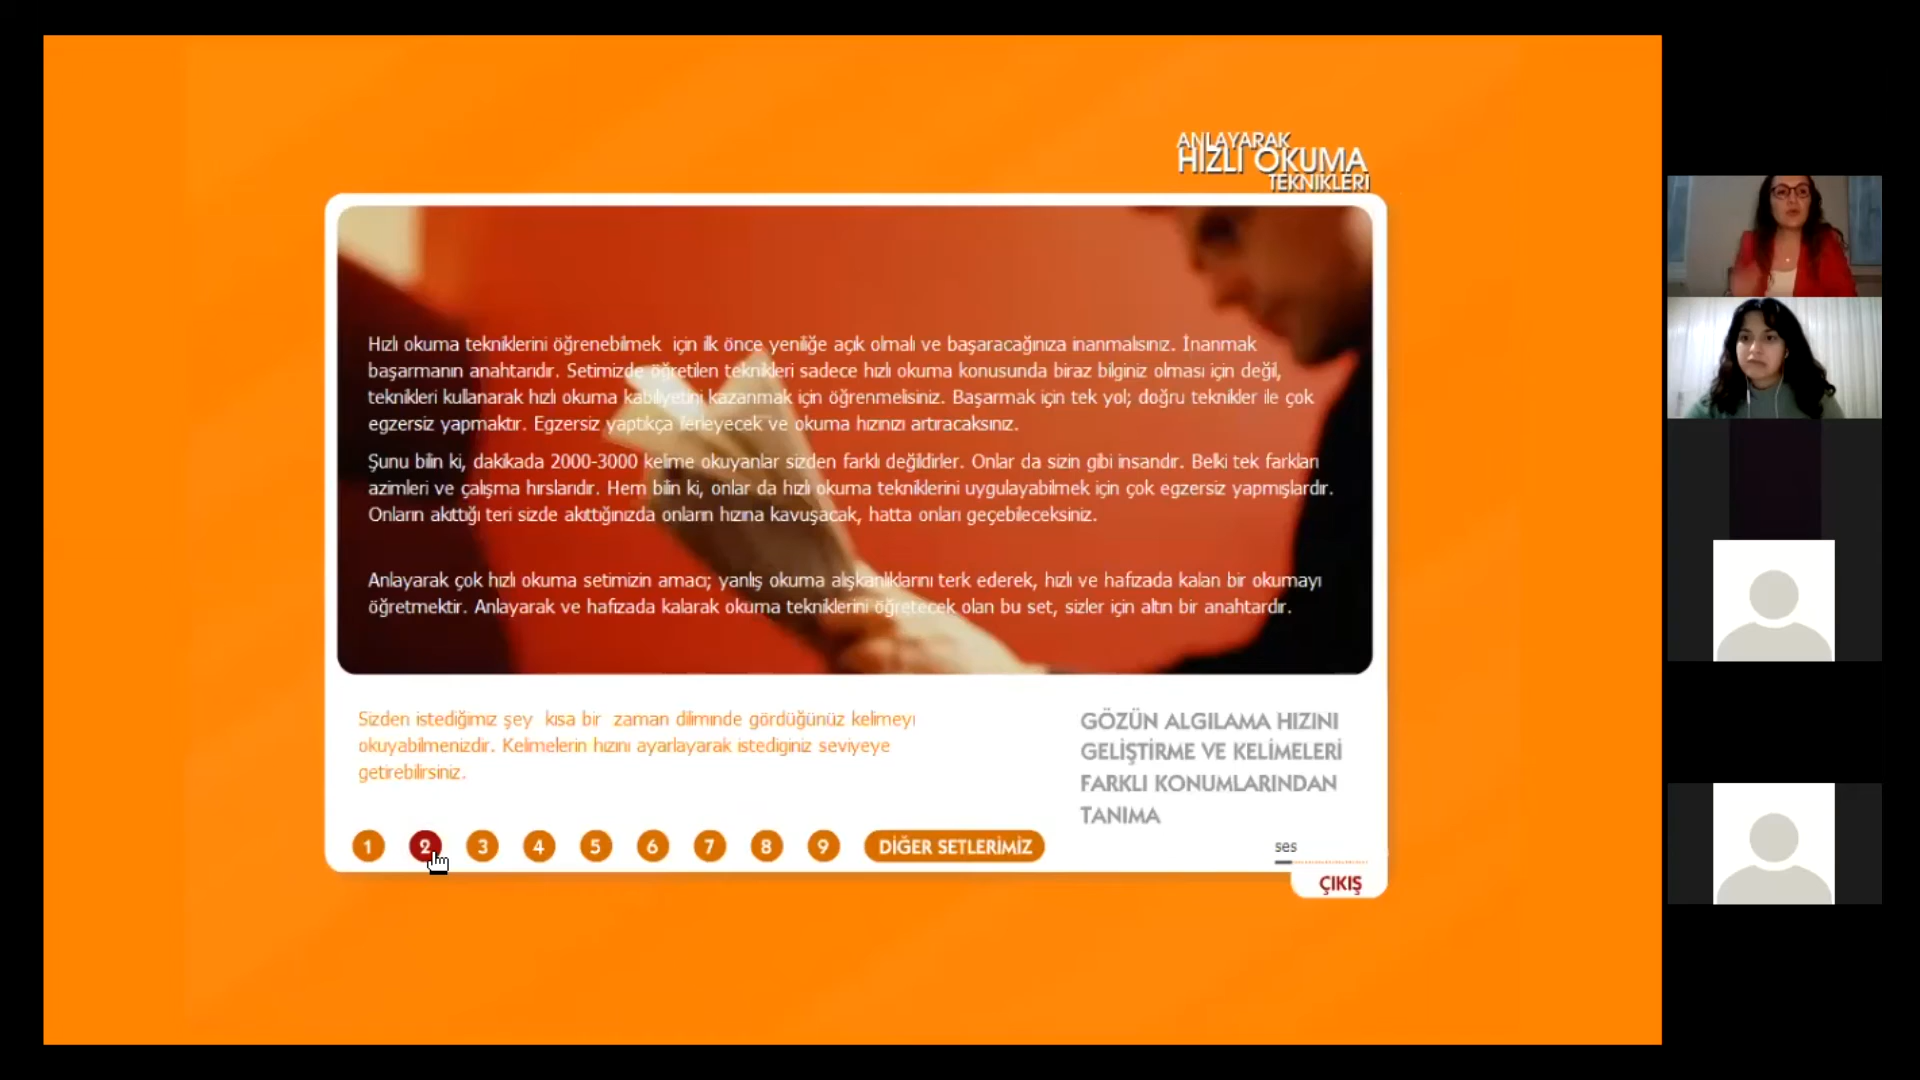 ANLAYARAK
HIZLI OKUMA
TEKNİKLERİ
Hızlı okuma tekniklerini öğrenebilmek için ilk önce yeniliğe açık olmalı ve başaracağınıza inanmalısınız. İnanmak
başarmanın anahtarıdır. Setimizde öğretilen teknikleri sadece hızlı okuma konusunda biraz bilginiz olması için değil,
teknikleri kullanarak hızlı okuma kabiliyetini kazanmak için öğrenmelisiniz. Başarmak için tek yol; doğru teknikler ile çok
egzersiz yapmaktır. Egzersiz yaptıkça ilerleyecek ve okuma hızınızı artıracaksınız.
Şunu bilin ki, dakikada 2000-3000 kelime okuyanlar sizden farklı değildirler. Onlar da sizin gibi insandır. Belki tek farkları
azimleri ve çalışma hırslarıdır. Hem bilin ki, onlar da hızlı okuma tekniklerini uygulayabilmek için çok egzersiz yapmışlardır.
Onların akıttığı teri sizde akıttığınızda onların hızına kavuşacak, hatta onları geçebileceksiniz.
Anlayarak çok hızlı okuma setimizin amacı; yanlış okuma alışkanlıklarını terk ederek, hızlı ve hafızada kalan bir okumayı
öğretmektir. Anlayarak ve hafızada kalarak okuma tekniklerini öğretecek olan bu set, sizler için altın bir anahtardır.
Sizden istediğimiz şey kısa bir zaman diliminde gördüğünüz kelimeyi
okuyabilmenizdir. Kelimelerin hızını ayarlayarak istediginiz seviyeye
getirebilirsiniz.
GÖZÜN ALGILAMA HIZINI
GELİŞTİRME VE KELİMELERİ
FARKLI KONUMLARINDAN
TANIMA
1 2 3 4 5 6 7 8 9 DİĞER SETLERİMİZ
ses
ÇIKIŞ